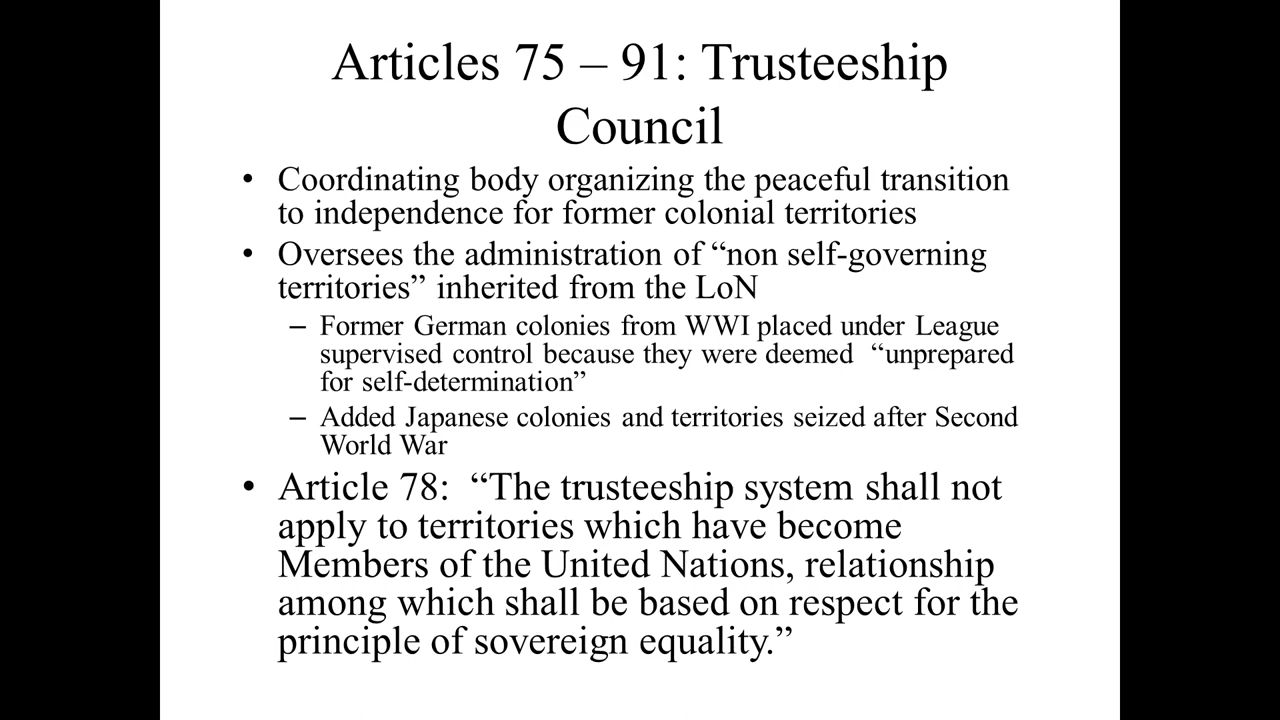 Articles 75 – 91: Trusteeship
Council
• Coordinating body organizing the peaceful transition
to independence for former colonial territories
• Oversees the administration of “non self-governing
territories” inherited from the LoN
– Former German colonies from WWI placed under League
supervised control because they were deemed “unprepared
for self-determination”
– Added Japanese colonies and territories seized after Second
World War
• Article 78: “The trusteeship system shall not
apply to territories which have become
Members of the United Nations, relationship
among which shall be based on respect for the
principle of sovereign equality.”